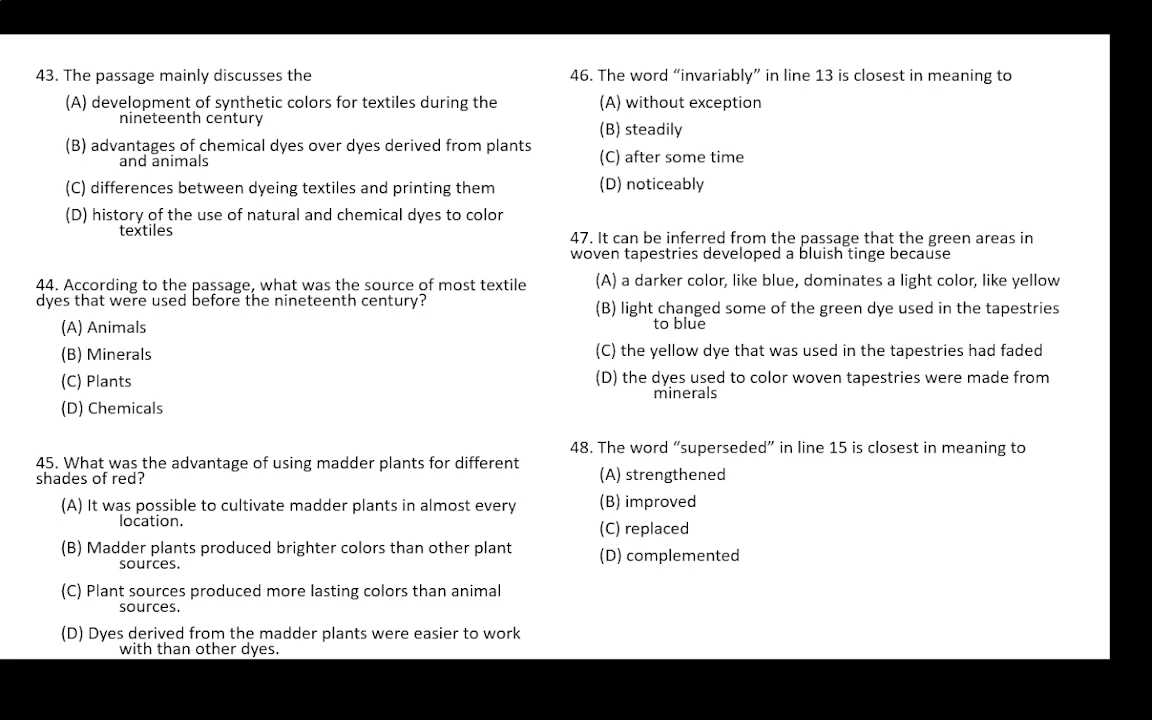 43. The passage mainly discusses the
(A) development of synthetic colors for textiles during the
nineteenth century
(B) advantages of chemical dyes over dyes derived from plants
and animals
(C) differences between dyeing textiles and printing them
(D) history of the use of natural and chemical dyes to color
textiles
44. According to the passage, what was the source of most textile
dyes that were used before the nineteenth century?
(A) Animals
(B) Minerals
(C) Plants
(D) Chemicals
45. What was the advantage of using madder plants for different
shades of red?
(A) It was possible to cultivate madder plants in almost every
location.
(B) Madder plants produced brighter colors than other plant
sources.
(C) Plant sources produced more lasting colors than animal
sources.
(D) Dyes derived from the madder plants were easier to work
with than other dyes.
46. The word “invariably” in line 13 is closest in meaning to
(A) without exception
(B) steadily
(C) after some time
(D) noticeably
47. It can be inferred from the passage that the green areas in
woven tapestries developed a bluish tinge because
(A) a darker color, like blue, dominates a light color, like yellow
(B) light changed some of the green dye used in the tapestries
to blue
(C) the yellow dye that was used in the tapestries had faded
(D) the dyes used to color woven tapestries were made from
minerals
48. The word “superseded” in line 15 is closest in meaning to
(A) strengthened
(B) improved
(C) replaced
(D) complemented